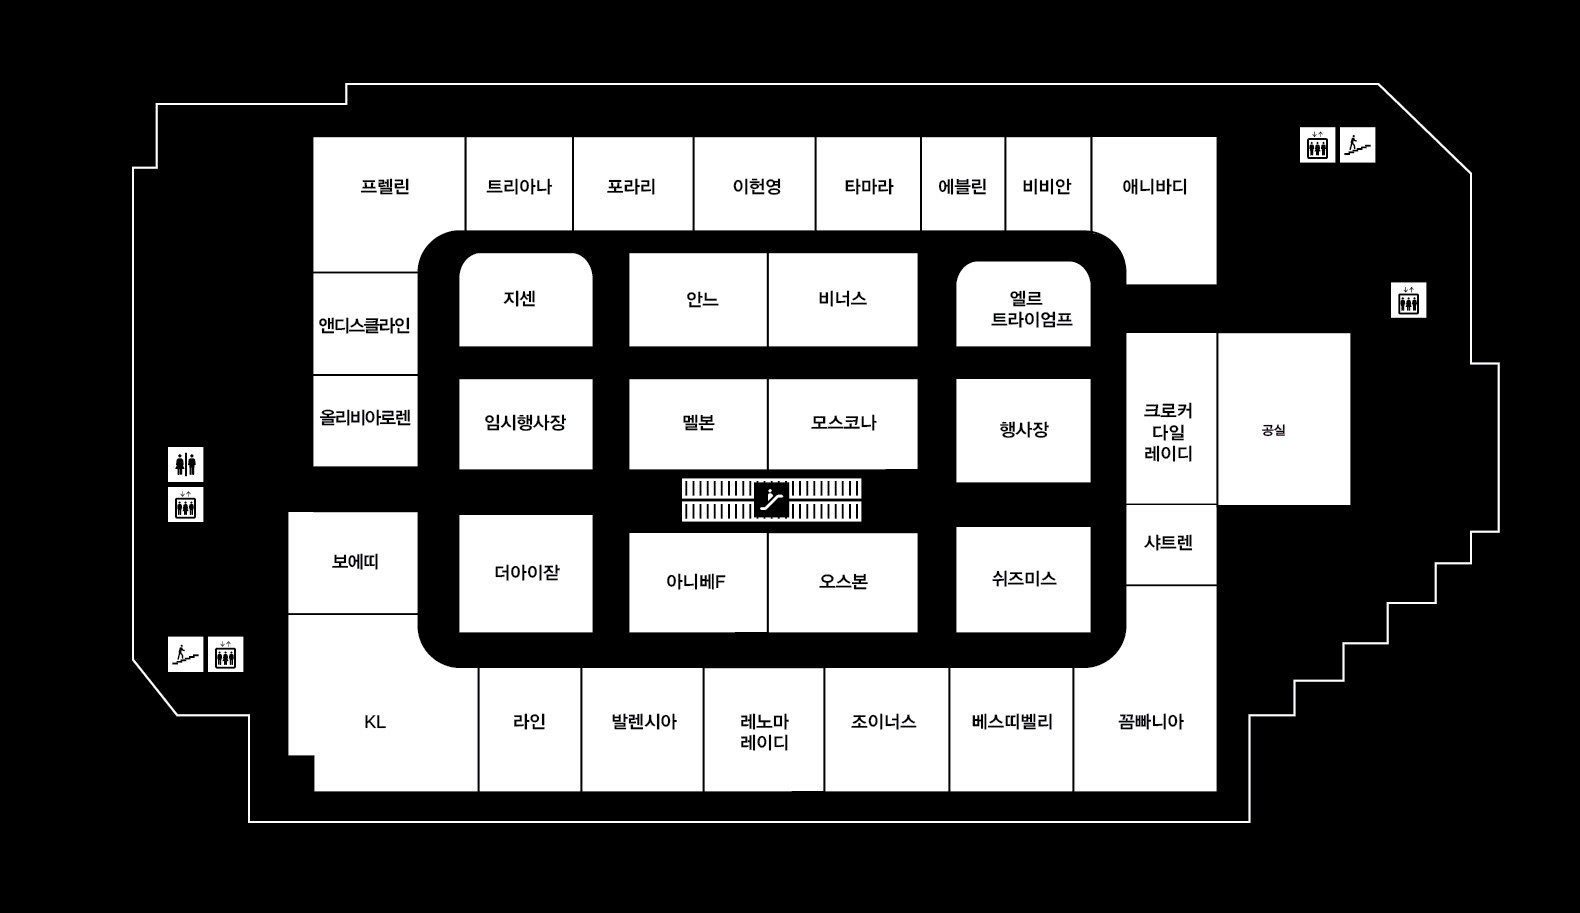 프렐린
트리아나
포라리
이헌영
타마라
에블린
비비안
애니바디
지센
안느
비너스
엘르
트라이엄프
앤디스클라인
올리비아로렌
임시행사장
멜본
모스코나
행사장
크로커
다일
레이디
공실
보에띠
더아이잗
아니베F
오스본
쉬즈미스
샤트렌
KL
라인
발렌시아
레노마
레이디
조이너스
베스띠벨리
꼼빠니아